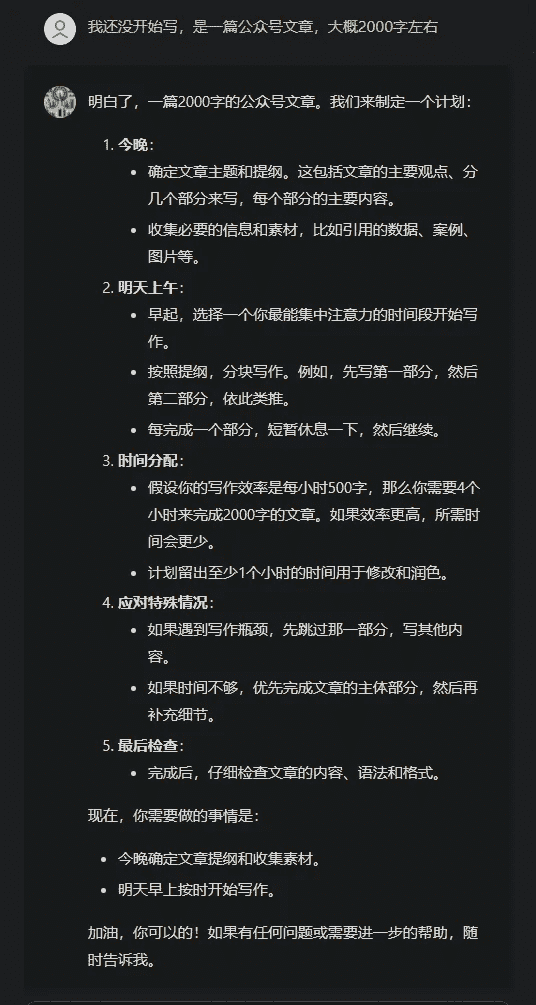 我还没开始写，是一篇公众号文章，大概2000字左右
明白了，一篇2000字的公众号文章。我们来制定一个计划：
1. 今晚：
• 确定文章主题和提纲。这包括文章的主要观点、分
几个部分来写，每个部分的主要内容。
• 收集必要的信息和素材，比如引用的数据、案例、
图片等。
2. 明天上午：
• 早起，选择一个你最能集中注意力的时间段开始写
作。
• 按照提纲，分块写作。例如，先写第一部分，然后
第二部分，依此类推。
• 每完成一个部分，短暂休息一下，然后继续。
3. 时间分配：
• 假设你的写作效率是每小时500字，那么你需要4个
小时来完成2000字的文章。如果效率更高，所需时
间会更少。
• 计划留出至少1个小时的时间用于修改和润色。
4. 应对特殊情况：
• 如果遇到写作瓶颈，先跳过那一部分，写其他内
容。
• 如果时间不够，优先完成文章的主体部分，然后再
补充细节。
5. 最后检查：
• 完成后，仔细检查文章的内容、语法和格式。
现在，你需要做的事情是：
• 今晚确定文章提纲和收集素材。
• 明天早上按时开始写作。
加油，你可以的！如果有任何问题或需要进一步的帮助，随
时告诉我。